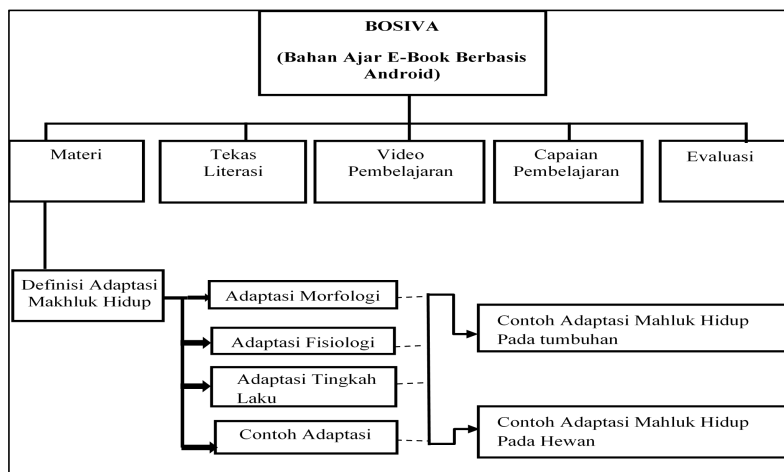 BOSIVA
(Bahan Ajar E-Book Berbasis
Android)
Materi
Tekas
Literasi
Video
Pembelajaran
Capaian
Pembelajaran
Evaluasi
Definisi Adaptasi
Makhluk Hidup
Adaptasi Morfologi
Adaptasi Fisiologi
Adaptasi Tingkah
Laku
Contoh Adaptasi
Contoh Adaptasi Mahluk Hidup
Pada tumbuhan
Contoh Adaptasi Mahluk Hidup
Pada Hewan